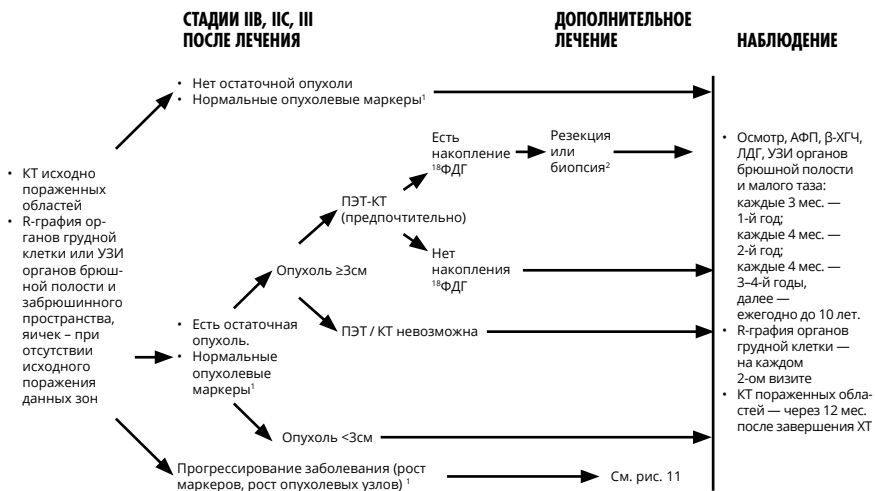 СТАДИИ IIB, IIC, III
ПОСЛЕ ЛЕЧЕНИЯ
ДОПОЛНИТЕЛЬНОЕ
ЛЕЧЕНИЕ
НАБЛЮДЕНИЕ
• КТ исходно
пораженных
областей
• R-графия ор-
ганов грудной
клетки или УЗИ
органов брюш-
ной полости и
забрюшинного
пространства,
яичек – при
отсутствии
исходного
поражения
данных зон
• Нет остаточной опухоли
• Нормальные опухолевые маркеры¹
• Есть остаточная
опухоль.
• Нормальные
опухолевые
маркеры¹
Опухоль ≥3см
ПЭТ-КТ
(предпочтительно)
Есть
накопление
¹⁸ФДГ
Резекция
или
биопсия²
Нет
накопления
¹⁸ФДГ
ПЭТ / КТ невозможна
Опухоль <3см
Прогрессирование заболевания (рост
маркеров, рост опухолевых узлов) ¹
См. рис. 11
• Осмотр, АФП, β-ХГЧ,
ЛДГ, УЗИ органов
брюшной полости
и малого таза:
каждые 3 мес. —
1-й год;
каждые 4 мес. —
2-й год;
каждые 4 мес. —
3–4-й годы,
далее —
ежегодно до 10 лет.
• R-графия органов
грудной клетки —
на каждом
2-ом визите
• КТ пораженных обла-
стей — через 12 мес.
после завершения ХТ